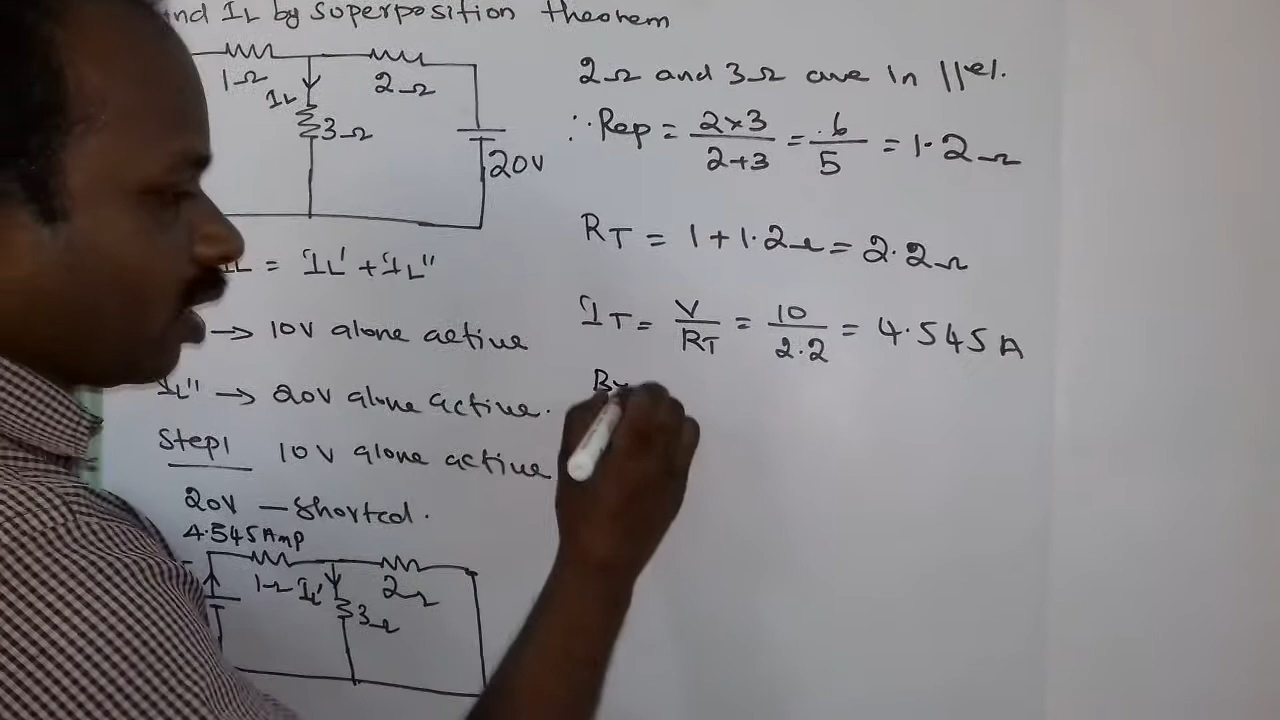 nd IL by superposition theorem
1Ω
IL
3Ω
2Ω
20V
IL = IL' + IL''
→ 10V alone active
IL'' → 20V alone active.
Step1 10V alone active
20V - Shorted.
4.545Amp
1Ω
IL'
3Ω
2Ω
2Ω and 3Ω are in ||el.
∴ Rep = 2×3/2+3 = 6/5 = 1.2Ω
RT = 1 + 1.2Ω = 2.2Ω
IT = V/RT = 10/2.2 = 4.545 A
By